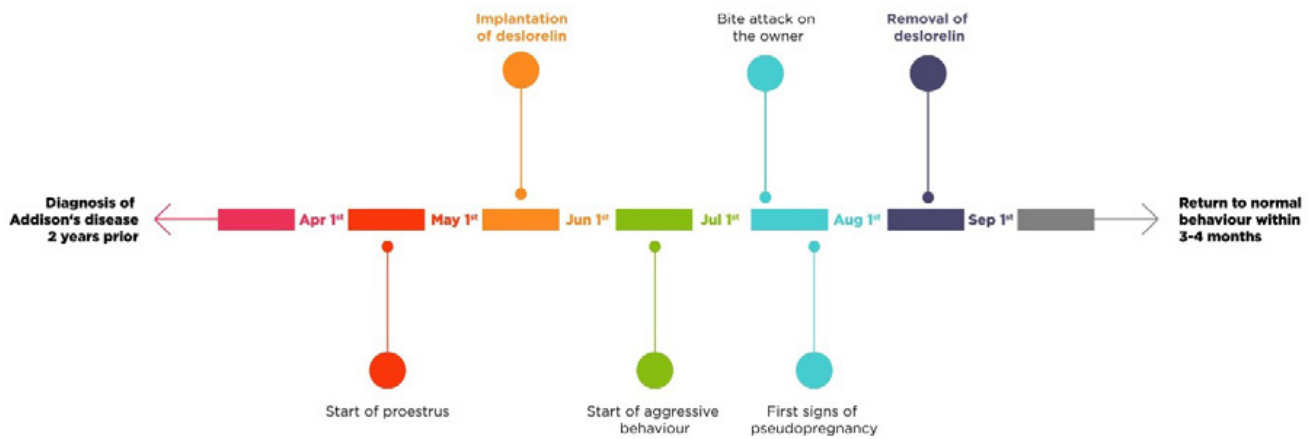 Implantation
of deslorelin
Bite attack on
the owner
Removal of
deslorelin
Diagnosis of
Addison's disease
2 years prior
Apr 1st
May 1st
Jun 1st
Jul 1st
Aug 1st
Sep 1st
Return to normal
behaviour within
3-4 months
Start of proestrus
Start of aggressive
behaviour
First signs of
pseudopregnancy